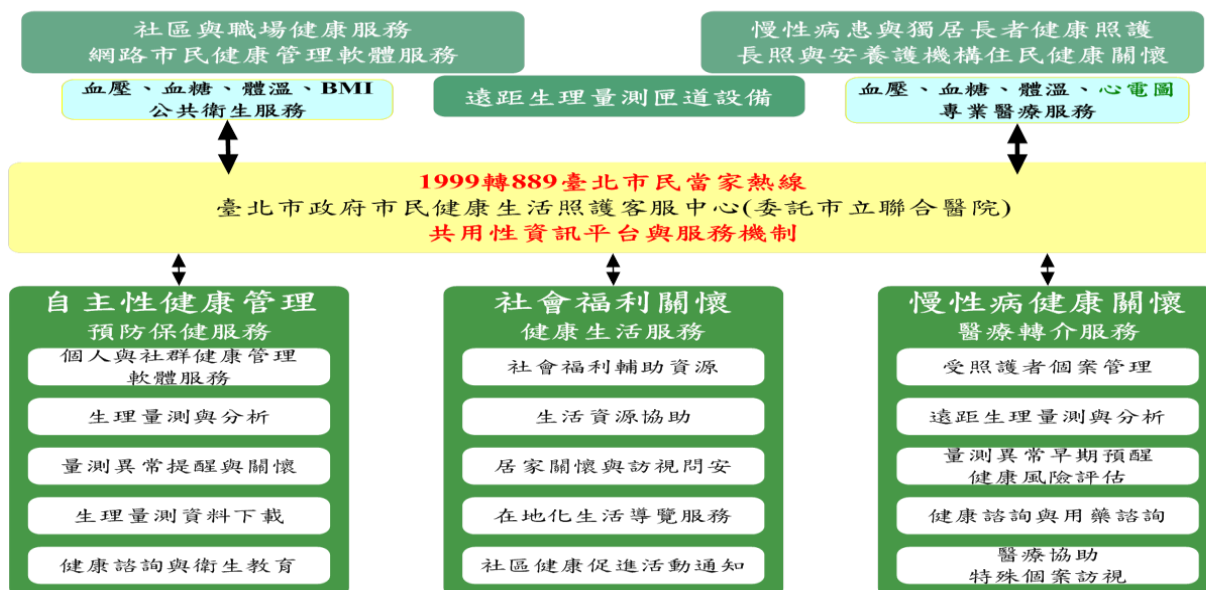 社區與職場健康服務
網路市民健康管理軟體服務
慢性病患與獨居長者健康照護
長照與安養護機構住民健康關懷
血壓、血糖、體溫、BMI
公共衛生服務
遠距生理量測匣道設備
血壓、血糖、體溫、心電圖
專業醫療服務
1999轉889臺北市民當家熱線
臺北市政府市民健康生活照護客服中心(委託市立聯合醫院)
共用性資訊平台與服務機制
自主性健康管理
預防保健服務
個人與社群健康管理
軟體服務
生理量測與分析
量測異常提醒與關懷
生理量測資料下載
健康諮詢與衛生教育
社會福利關懷
健康生活服務
社會福利輔助資源
生活資源協助
居家關懷與訪視問安
在地化生活導覽服務
社區健康促進活動通知
慢性病健康關懷
醫療轉介服務
受照護者個案管理
遠距生理量測與分析
量測異常早期預醒
健康風險評估
健康諮詢與用藥諮詢
醫療協助
特殊個案訪視